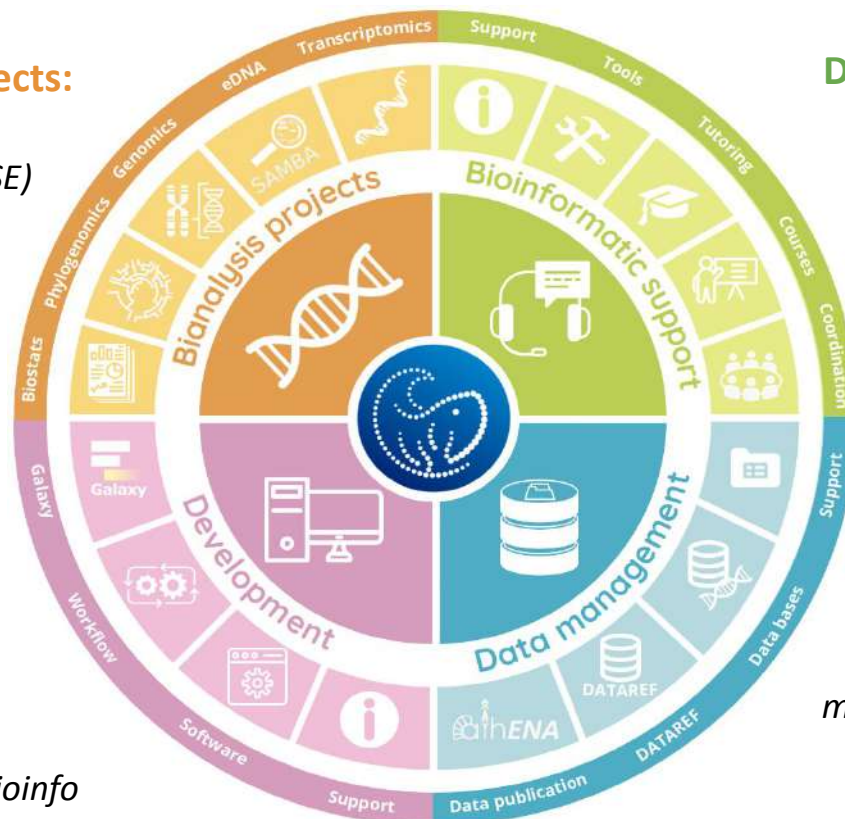 ects:
SE)
D
m
ioinfo
Bianalysis projects
Biostats
Phylogenomics
Genomics
eDNA
SAMBA
Transcriptomics
Bioinformatic support
Support
Tools
Tutoring
Courses
Coordination
Data management
Support
Data bases
DATAREF
DATAREF
Data publication
athENA
Development
Galaxy
Galaxy
Workflow
Software
Support